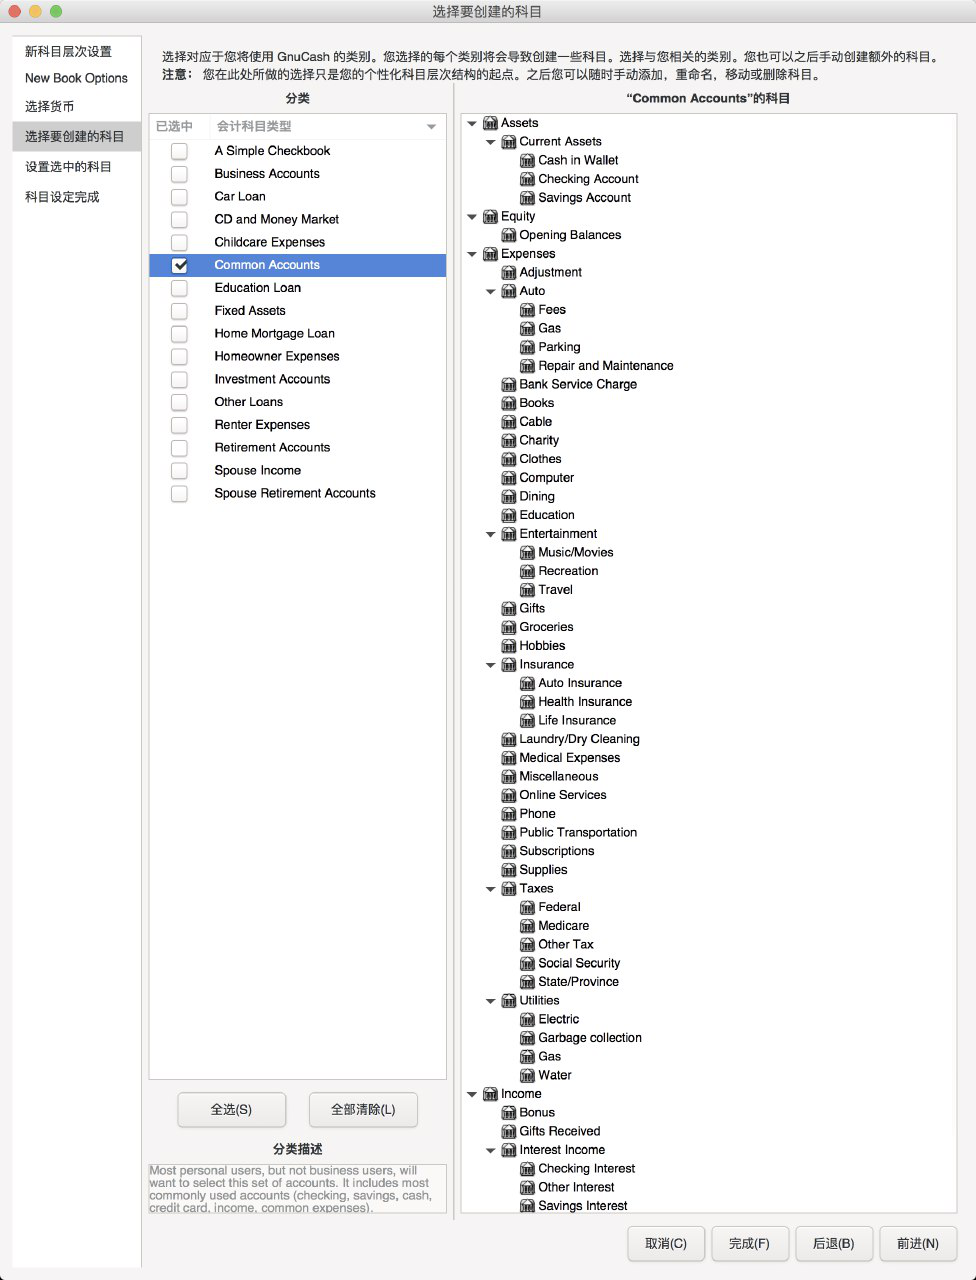 选择要创建的科目
新科目层次设置
New Book Options
选择货币
选择要创建的科目
设置选中的科目
科目设定完成
选择对应于您将使用 GnuCash 的类别。您选择的每个类别将会导致创建一些科目。选择与您相关的类别。您也可以之后手动创建额外的科目。
注意： 您在此处所做的选择只是您的个性化科目层次结构的起点。之后您可以随时手动添加，重命名，移动或删除科目。
分类
已选中 会计科目类型
A Simple Checkbook
Business Accounts
Car Loan
CD and Money Market
Childcare Expenses
Common Accounts
Education Loan
Fixed Assets
Home Mortgage Loan
Homeowner Expenses
Investment Accounts
Other Loans
Renter Expenses
Retirement Accounts
Spouse Income
Spouse Retirement Accounts
全选(S) 全部清除(L)
分类描述
Most personal users, but not business users, will
want to select this set of accounts. It includes most
commonly used accounts (checking, savings, cash,
credit card, income, common expenses).
“Common Accounts”的科目
Assets
Current Assets
Cash in Wallet
Checking Account
Savings Account
Equity
Opening Balances
Expenses
Adjustment
Auto
Fees
Gas
Parking
Repair and Maintenance
Bank Service Charge
Books
Cable
Charity
Clothes
Computer
Dining
Education
Entertainment
Music/Movies
Recreation
Travel
Gifts
Groceries
Hobbies
Insurance
Auto Insurance
Health Insurance
Life Insurance
Laundry/Dry Cleaning
Medical Expenses
Miscellaneous
Online Services
Phone
Public Transportation
Subscriptions
Supplies
Taxes
Federal
Medicare
Other Tax
Social Security
State/Province
Utilities
Electric
Garbage collection
Gas
Water
Income
Bonus
Gifts Received
Interest Income
Checking Interest
Other Interest
Savings Interest
取消(C) 完成(F) 后退(B) 前进(N)